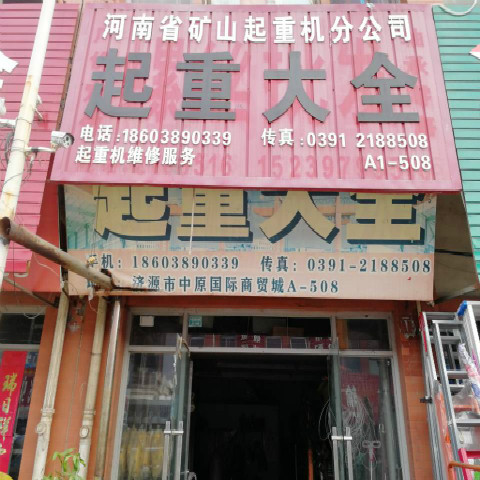 河南省矿山起重机分公司
起重大全
电话:18603890339 传真:0391 2188508
起重机维修服务 A1-508
起重大全
机: 18603890339 传真: 0391-2188508
济源市中原国际商贸城A-508